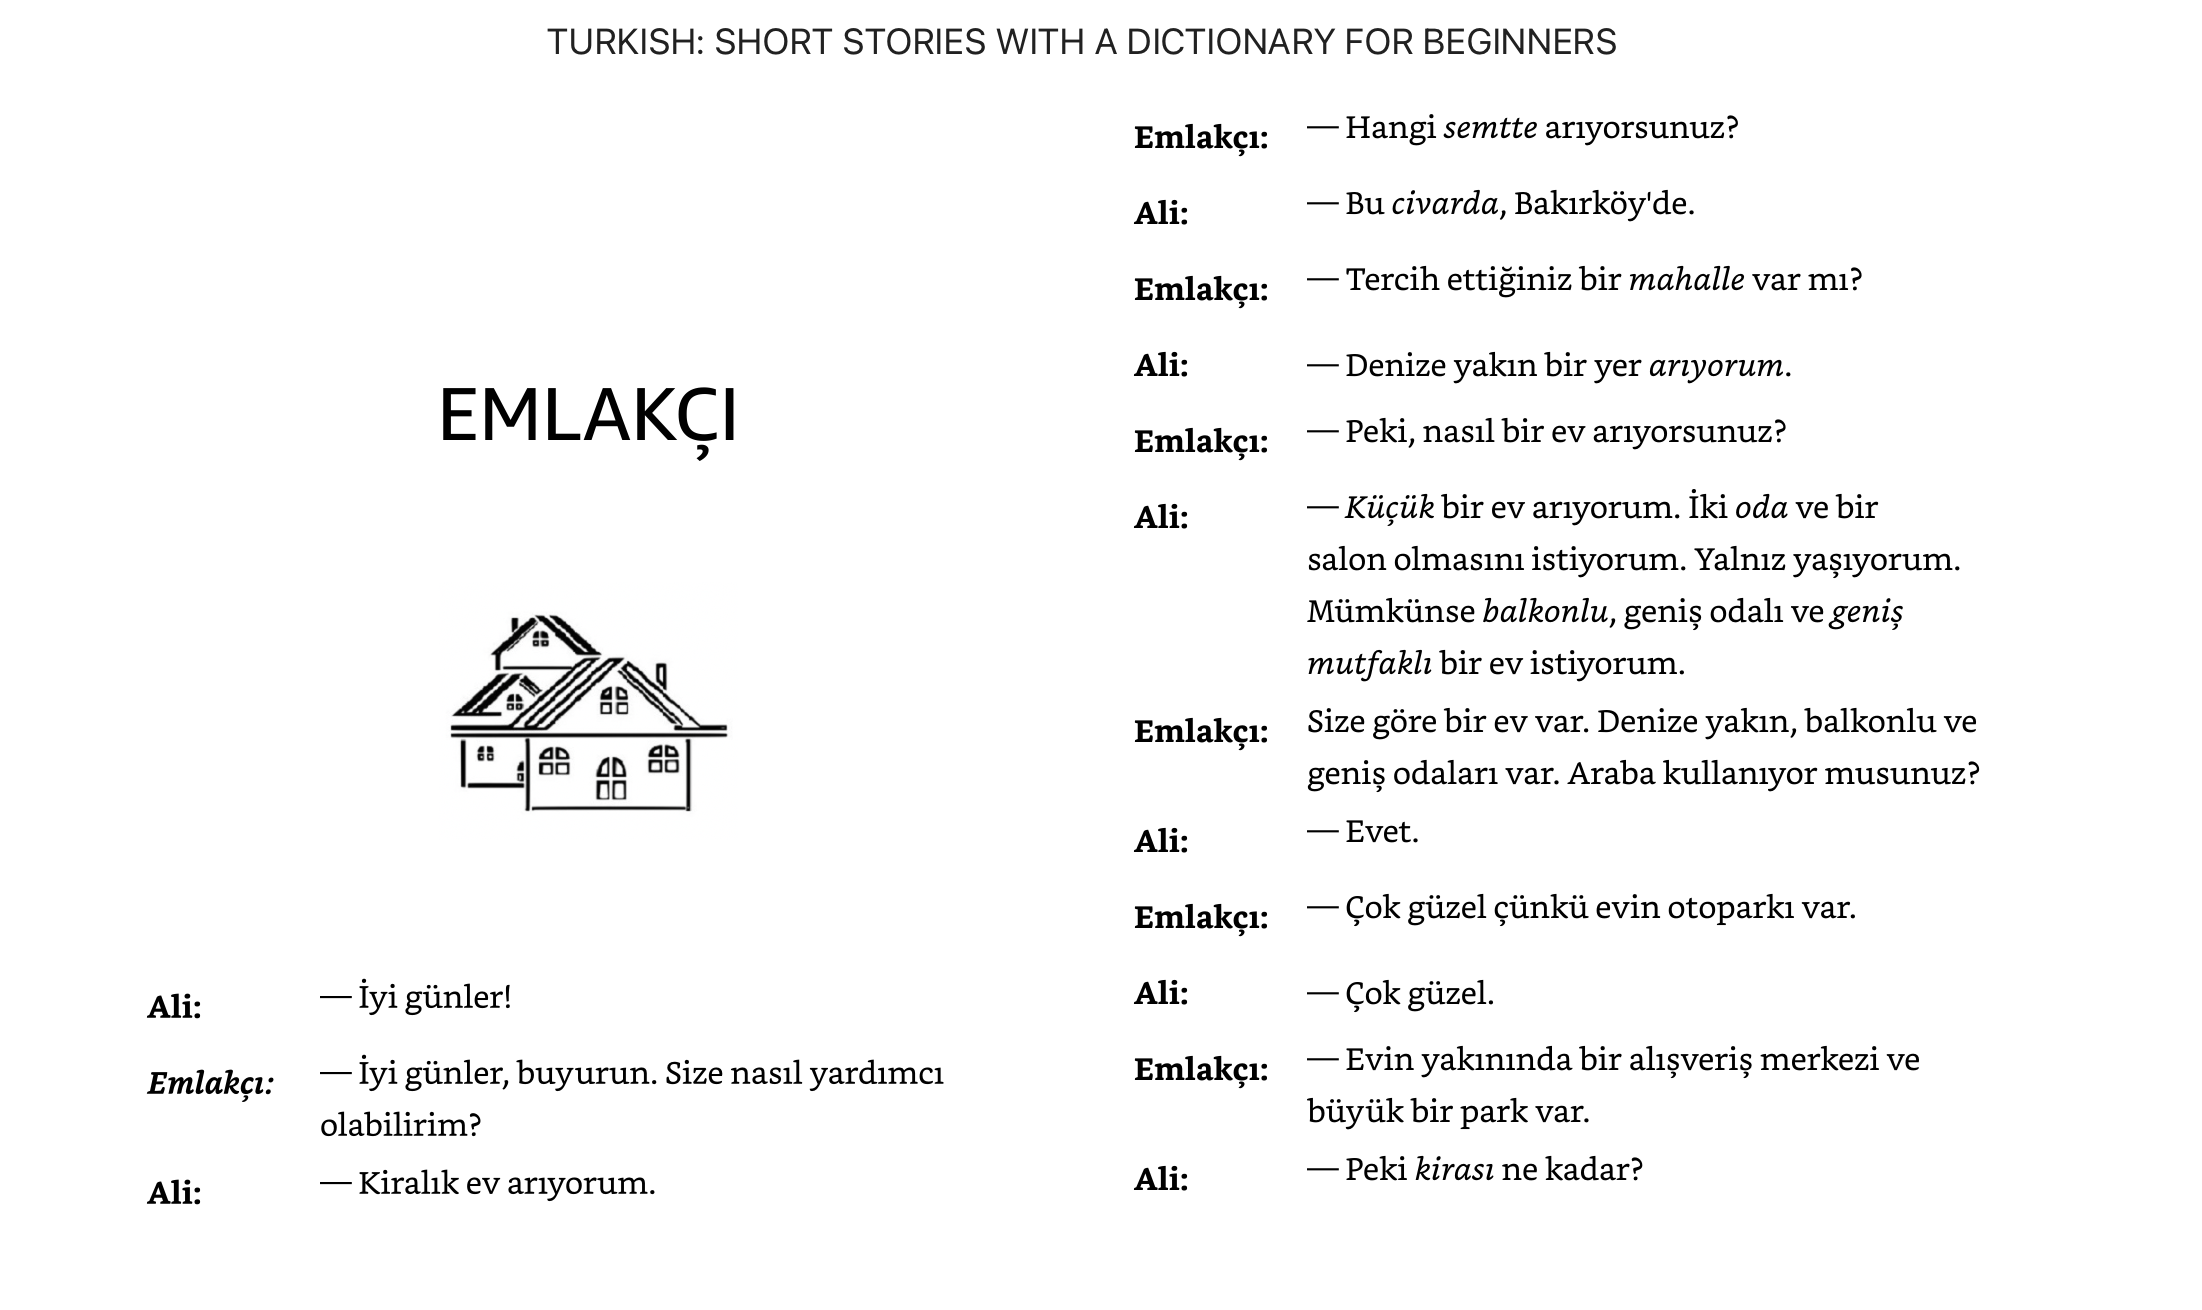 TURKISH: SHORT STORIES WITH A DICTIONARY FOR BEGINNERS
EMLAKÇI
Ali: — İyi günler!
Emlakçı: — İyi günler, buyurun. Size nasıl yardımcı
olabilirim?
Ali: — Kiralık ev arıyorum.
Emlakçı: — Hangi semtte arıyorsunuz?
Ali: — Bu civarda, Bakırköy'de.
Emlakçı: — Tercih ettiğiniz bir mahalle var mı?
Ali: — Denize yakın bir yer arıyorum.
Emlakçı: — Peki, nasıl bir ev arıyorsunuz?
Ali: — Küçük bir ev arıyorum. İki oda ve bir
salon olmasını istiyorum. Yalnız yaşıyorum.
Mümkünse balkonlu, geniş odalı ve geniş
mutfaklı bir ev istiyorum.
Emlakçı: Size göre bir ev var. Denize yakın, balkonlu ve
geniş odaları var. Araba kullanıyor musunuz?
Ali: — Evet.
Emlakçı: — Çok güzel çünkü evin otoparkı var.
Ali: — Çok güzel.
Emlakçı: — Evin yakınında bir alışveriş merkezi ve
büyük bir park var.
Ali: — Peki kirası ne kadar?